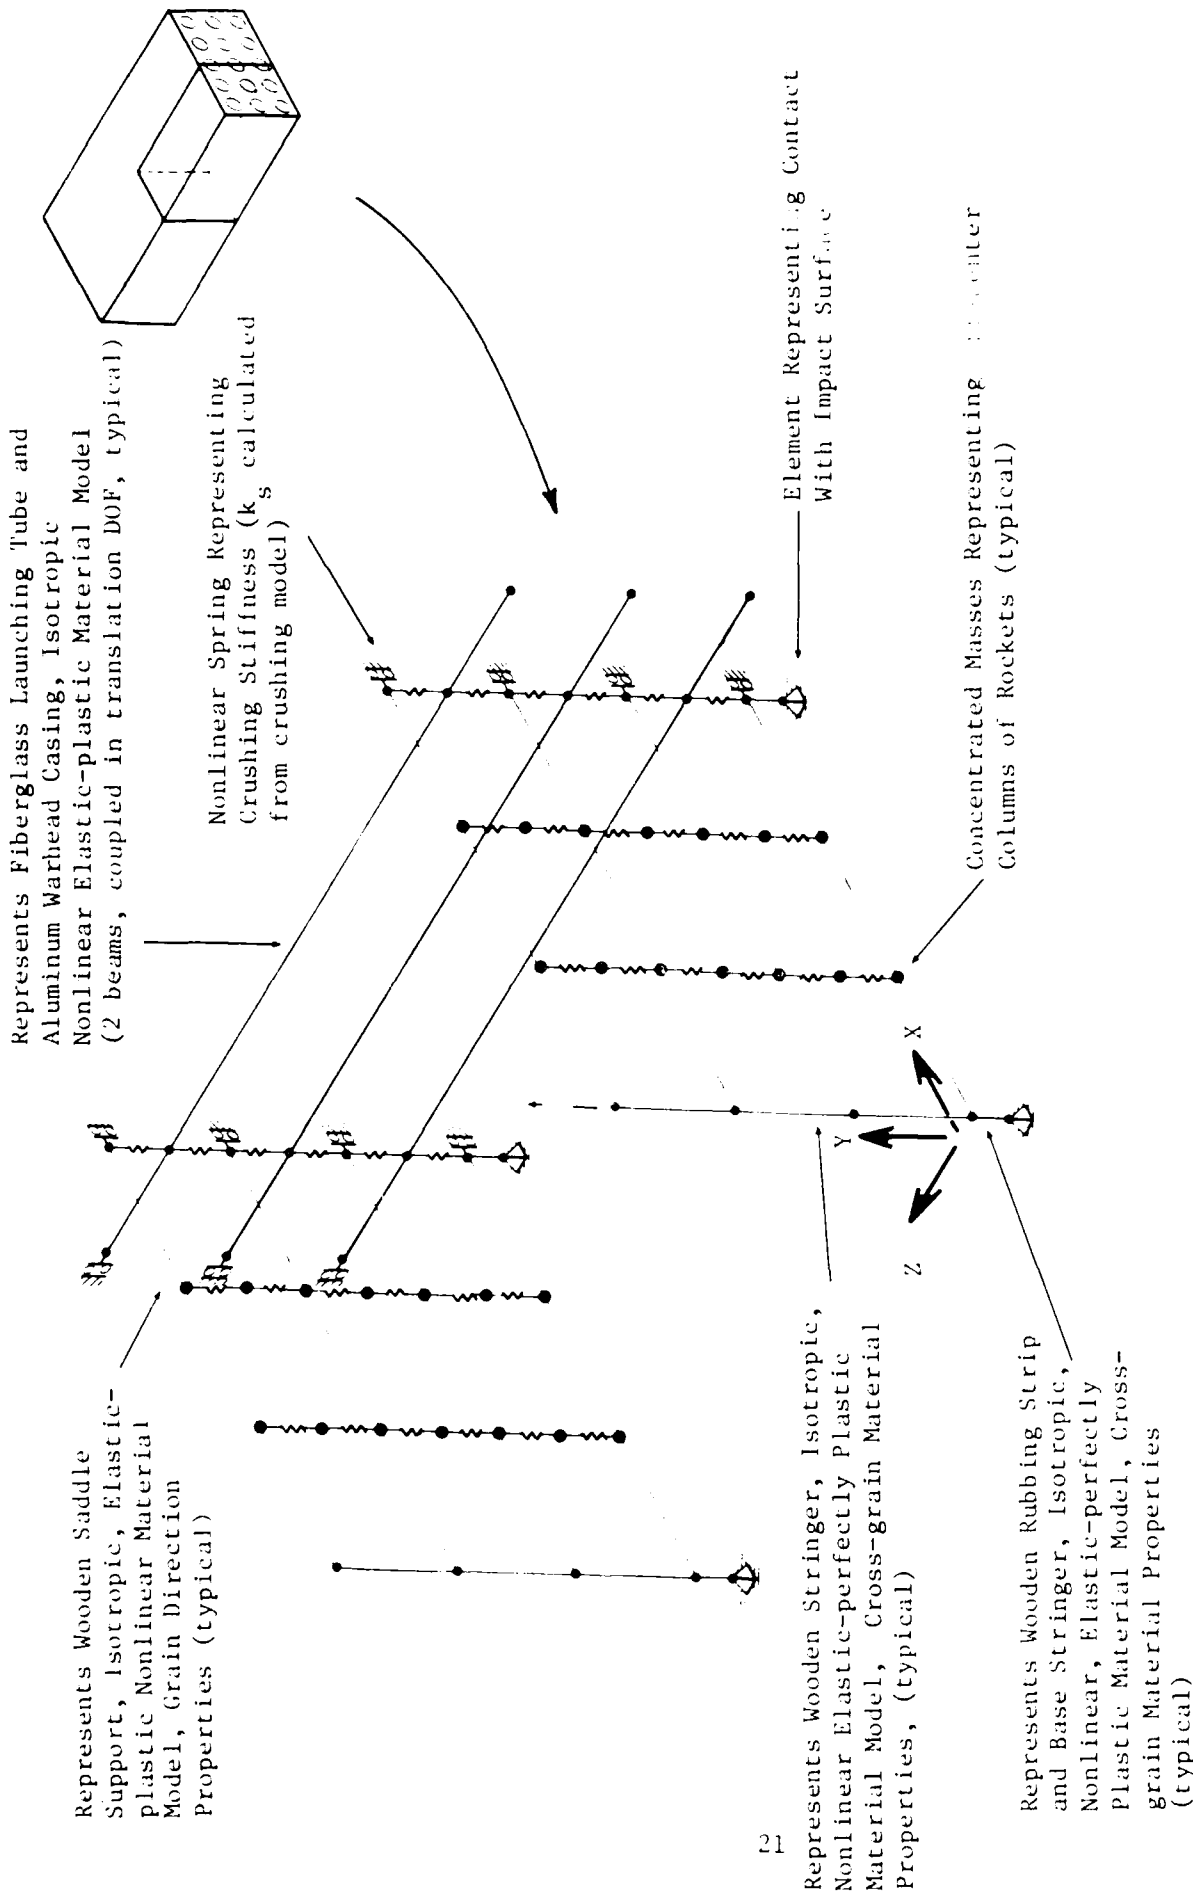 Represents Fiberglass Launching Tube and
Aluminum Warhead Casing, Isotropic
Nonlinear Elastic-plastic Material Model
(2 beams, coupled in translation DOF, typical)
Nonlinear Spring Representing
Crushing Stiffness (k_s calculated
from crushing model)
Represents Wooden Saddle
Support, Isotropic, Elastic-
plastic Nonlinear Material
Model, Grain Direction
Properties (typical)
Element Representing Contact
With Impact Surface
Concentrated Masses Representing
Columns of Rockets (typical)
Y
X
Z
Represents Wooden Stringer, Isotropic,
Nonlinear Elastic-perfectly Plastic
Material Model, Cross-grain Material
Properties, (typical)
Represents Wooden Rubbing Strip
and Base Stringer, Isotropic,
Nonlinear, Elastic-perfectly
Plastic Material Model, Cross-
grain Material Properties
(typical)
21